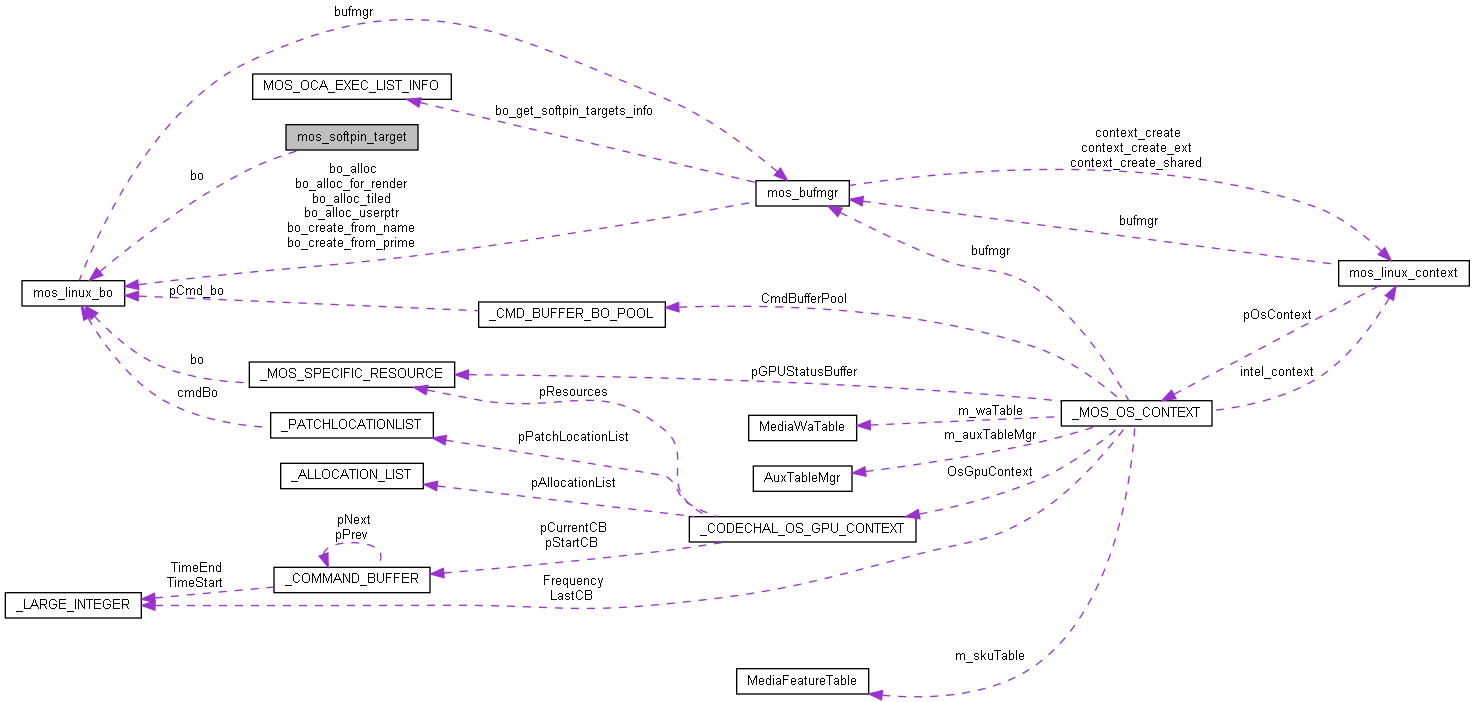 bufmgr
MOS_OCA_EXEC_LIST_INFO
bo_get_softpin_targets_info
mos_softpin_target
context_create
context_create_ext
context_create_shared
bo
bo_alloc
bo_alloc_for_render
bo_alloc_tiled
bo_alloc_userptr
bo_create_from_name
bo_create_from_prime
mos_bufmgr
bufmgr
bufmgr
mos_linux_context
mos_linux_bo
pCmd_bo
_CMD_BUFFER_BO_POOL
CmdBufferPool
pOsContext
bo
_MOS_SPECIFIC_RESOURCE
pGPUStatusBuffer
intel_context
cmdBo
pResources
_PATCHLOCATIONLIST
m_waTable
_MOS_OS_CONTEXT
MediaWaTable
pPatchLocationList
m_auxTableMgr
_ALLOCATION_LIST
pAllocationList
AuxTableMgr
OsGpuContext
pNext
pPrev
pCurrentCB
pStartCB
_CODECHAL_OS_GPU_CONTEXT
TimeEnd
TimeStart
_COMMAND_BUFFER
Frequency
LastCB
_LARGE_INTEGER
m_skuTable
MediaFeatureTable